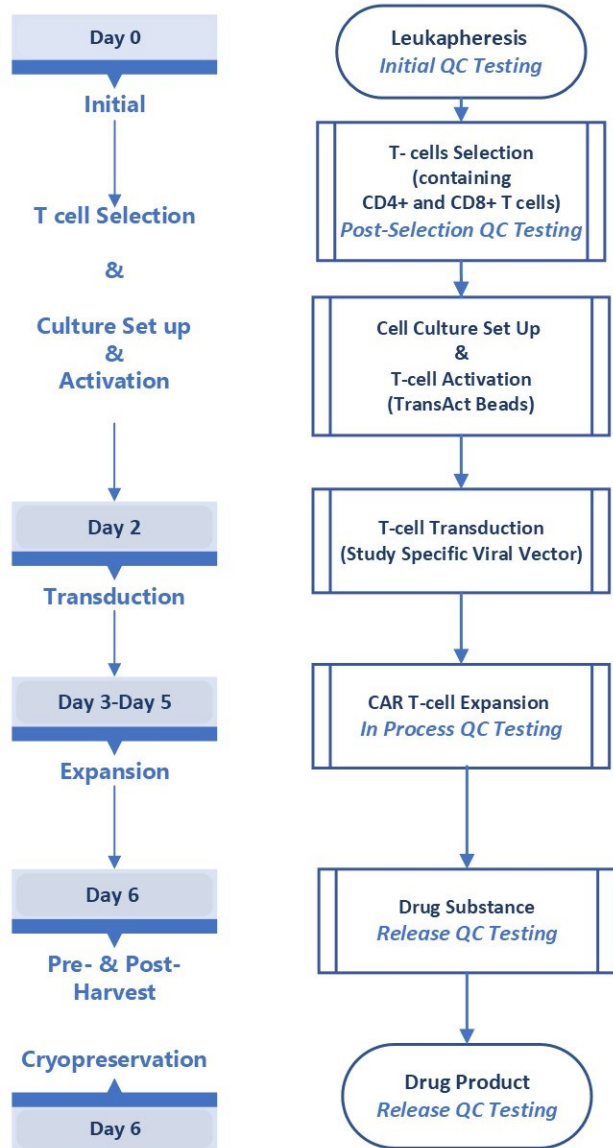 Day 0
Initial
T cell Selection
&
Culture Set up
&
Activation
Day 2
Transduction
Day 3-Day 5
Expansion
Day 6
Pre- & Post-
Harvest
Cryopreservation
Day 6
Leukapheresis
Initial QC Testing
T- cells Selection
(containing
CD4+ and CD8+ T cells)
Post-Selection QC Testing
Cell Culture Set Up
&
T-cell Activation
(TransAct Beads)
T-cell Transduction
(Study Specific Viral Vector)
CAR T-cell Expansion
In Process QC Testing
Drug Substance
Release QC Testing
Drug Product
Release QC Testing